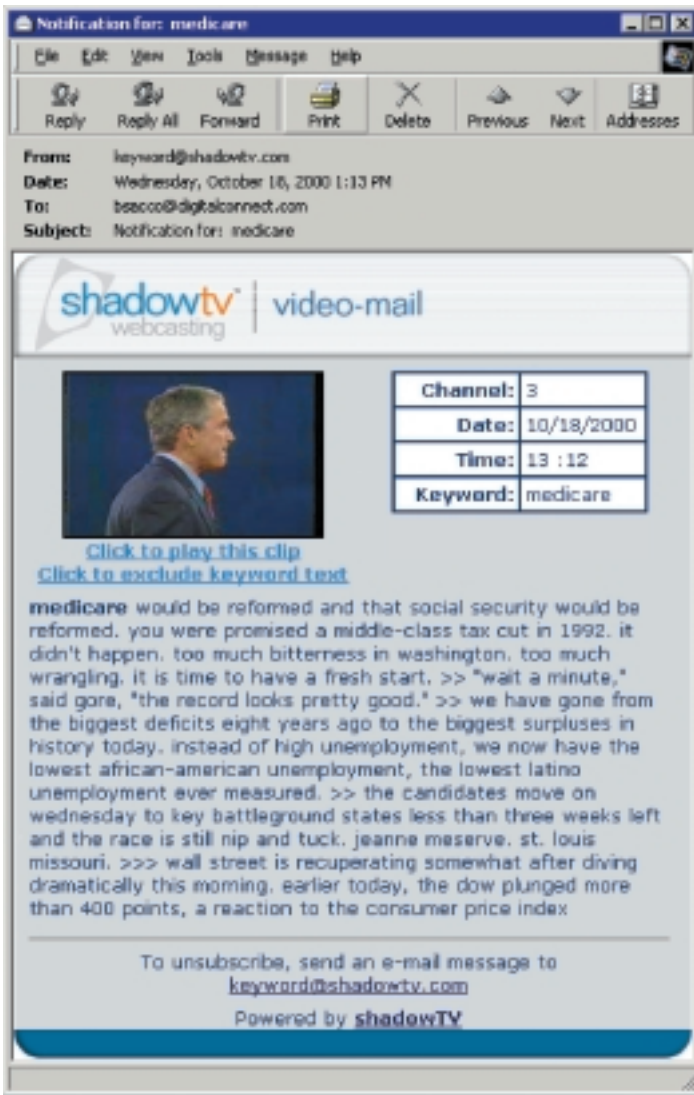 Notification for: medicare
File Edit View Tools Message Help
Reply Reply All Forward Print Delete Previous Next Addresses
From: keyword@shadowtv.com
Date: Wednesday, October 18, 2000 1:13 PM
To: bsacco@digitalconnect.com
Subject: Notification for: medicare
shadowtv™ video-mail
webcasting
Channel: 3
Date: 10/18/2000
Time: 13 :12
Keyword: medicare
Click to play this clip
Click to exclude keyword text
medicare would be reformed and that social security would be
reformed. you were promised a middle-class tax cut in 1992. it
didn't happen. too much bitterness in washington. too much
wrangling. it is time to have a fresh start. >> "wait a minute,"
said gore, "the record looks pretty good." >> we have gone from
the biggest deficits eight years ago to the biggest surpluses in
history today. instead of high unemployment, we now have the
lowest african-american unemployment, the lowest latino
unemployment ever measured. >> the candidates move on
wednesday to key battleground states less than three weeks left
and the race is still nip and tuck. jeanne meserve. st. louis
missouri. >>> wall street is recuperating somewhat after diving
dramatically this morning. earlier today, the dow plunged more
than 400 points, a reaction to the consumer price index
To unsubscribe, send an e-mail message to
keyword@shadowtv.com
Powered by shadowTV